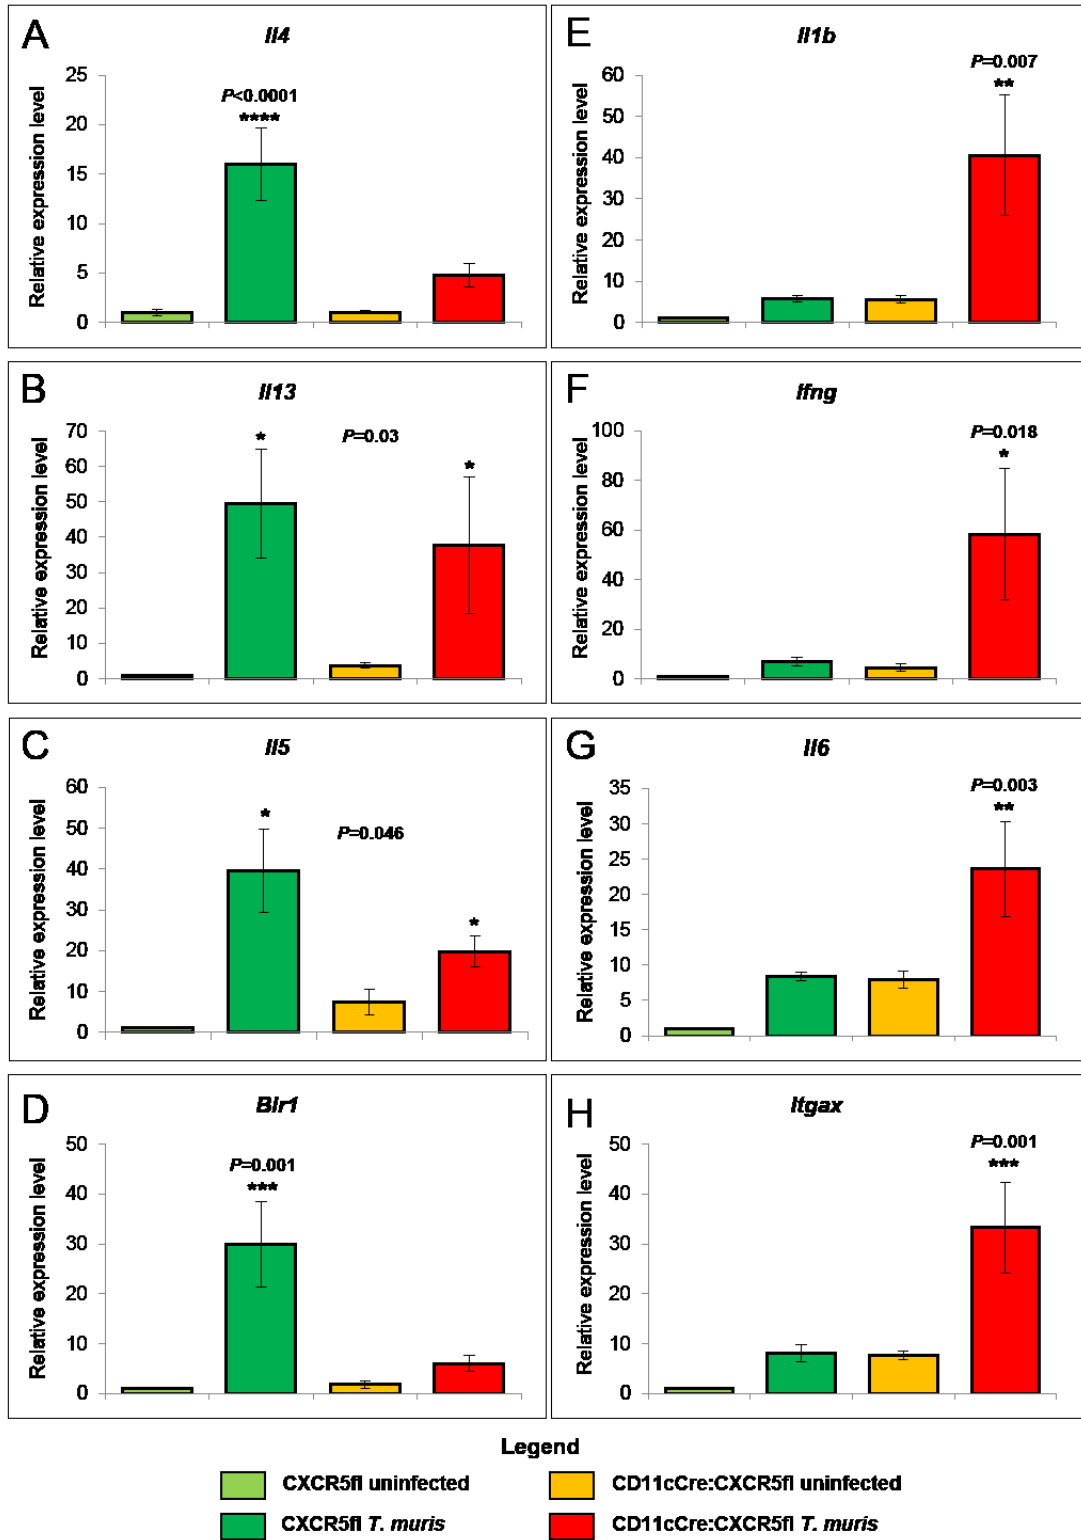 A
Il4
Relative expression level
25
20
15
10
5
0
P<0.0001
****
B
Il13
Relative expression level
70
60
50
40
30
20
10
0
*
P=0.03
*
C
Il5
Relative expression level
60
50
40
30
20
10
0
*
P=0.046
*
D
Blr1
Relative expression level
50
40
30
20
10
0
P=0.001
***
E
Il1b
Relative expression level
60
50
40
30
20
10
0
P=0.007
**
F
Ifng
Relative expression level
100
80
60
40
20
0
P=0.018
*
G
Il6
Relative expression level
35
30
25
20
15
10
5
0
P=0.003
**
H
Itgax
Relative expression level
50
40
30
20
10
0
P=0.001
***
Legend
CXCR5fl uninfected
CD11cCre:CXCR5fl uninfected
CXCR5fl T. muris
CD11cCre:CXCR5fl T. muris